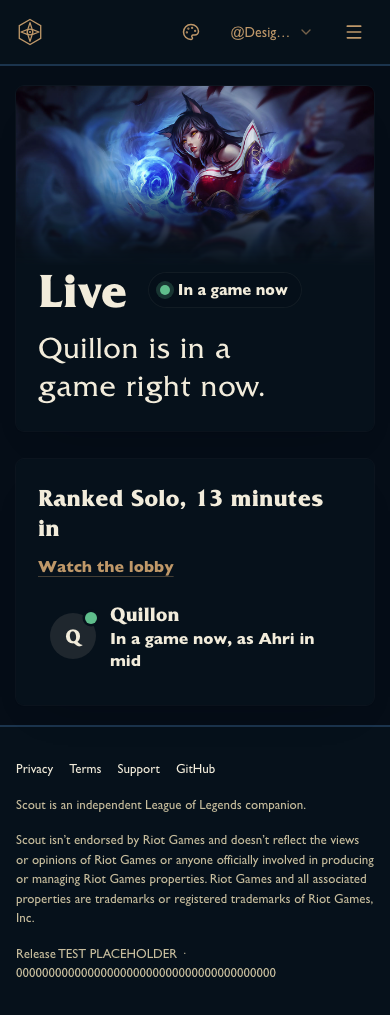 @Desig...
Live
In a game now
Quillon is in a
game right now.
Ranked Solo, 13 minutes
in
Watch the lobby
Q
Quillon
In a game now, as Ahri in
mid
Privacy Terms Support GitHub
Scout is an independent League of Legends companion.
Scout isn’t endorsed by Riot Games and doesn’t reflect the views
or opinions of Riot Games or anyone officially involved in producing
or managing Riot Games properties. Riot Games and all associated
properties are trademarks or registered trademarks of Riot Games,
Inc.
Release TEST PLACEHOLDER ·
0000000000000000000000000000000000000000